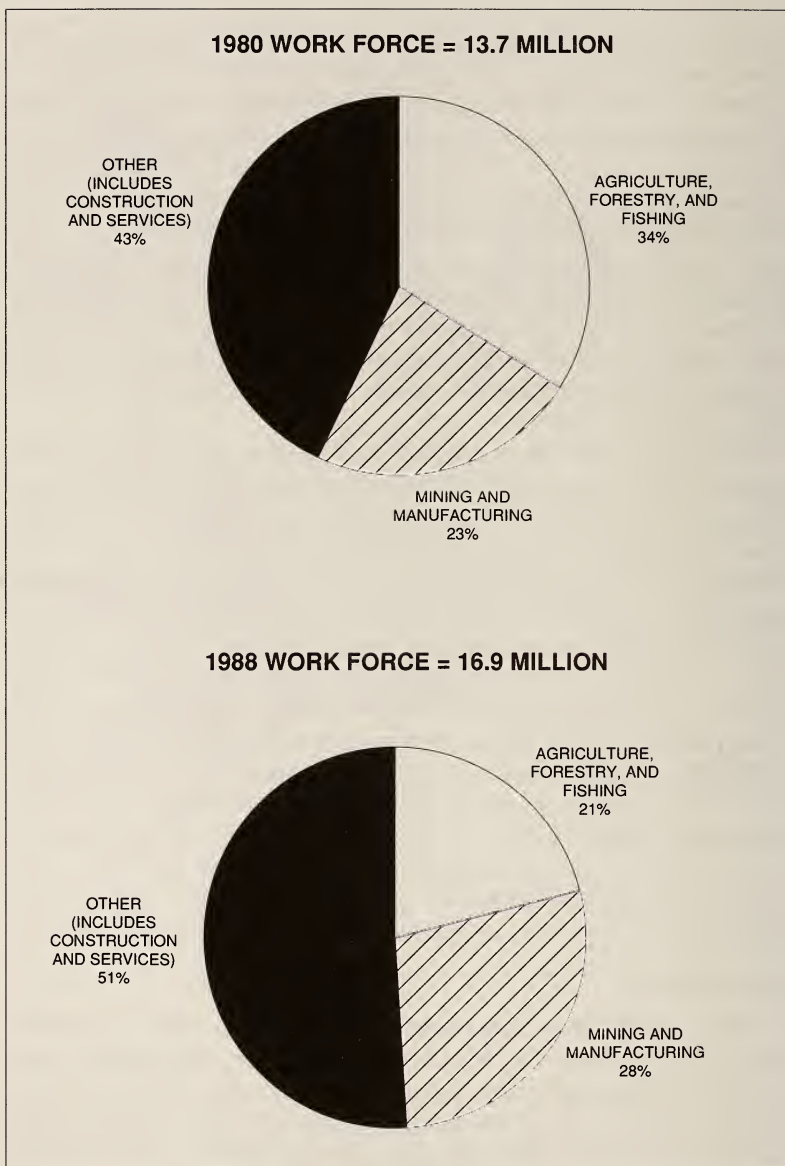 1980 WORK FORCE = 13.7 MILLION
OTHER
(INCLUDES
CONSTRUCTION
AND SERVICES)
43%
AGRICULTURE,
FORESTRY, AND
FISHING
34%
MINING AND
MANUFACTURING
23%
1988 WORK FORCE = 16.9 MILLION
AGRICULTURE,
FORESTRY, AND
FISHING
21%
OTHER
(INCLUDES
CONSTRUCTION
AND SERVICES)
51%
MINING AND
MANUFACTURING
28%